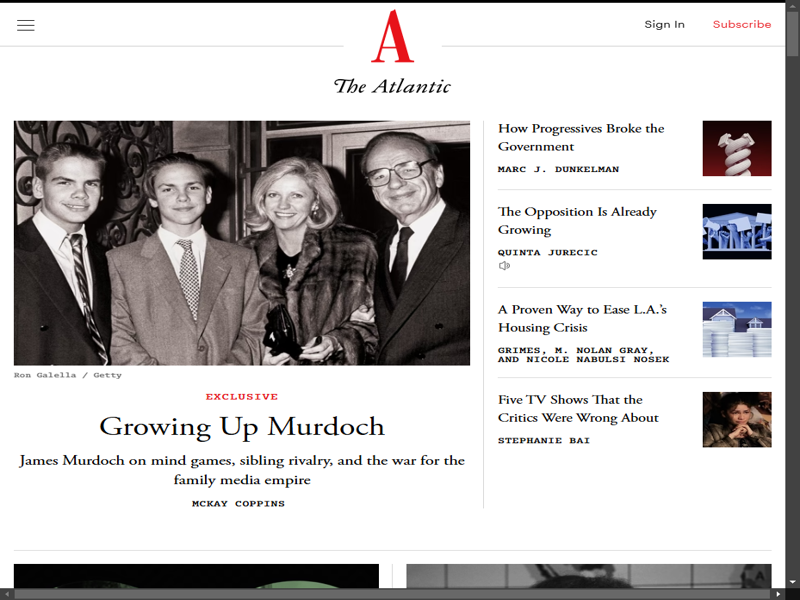 Sign In
Subscribe
A
The Atlantic
Ron Galella / Getty
EXCLUSIVE
Growing Up Murdoch
James Murdoch on mind games, sibling rivalry, and the war for the
family media empire
MCKAY COPPINS
How Progressives Broke the
Government
MARC J. DUNKELMAN
The Opposition Is Already
Growing
QUINTA JURECIC
A Proven Way to Ease L.A.'s
Housing Crisis
GRIMES, M. NOLAN GRAY,
AND NICOLE NABULSI NOSEK
Five TV Shows That the
Critics Were Wrong About
STEPHANIE BAI